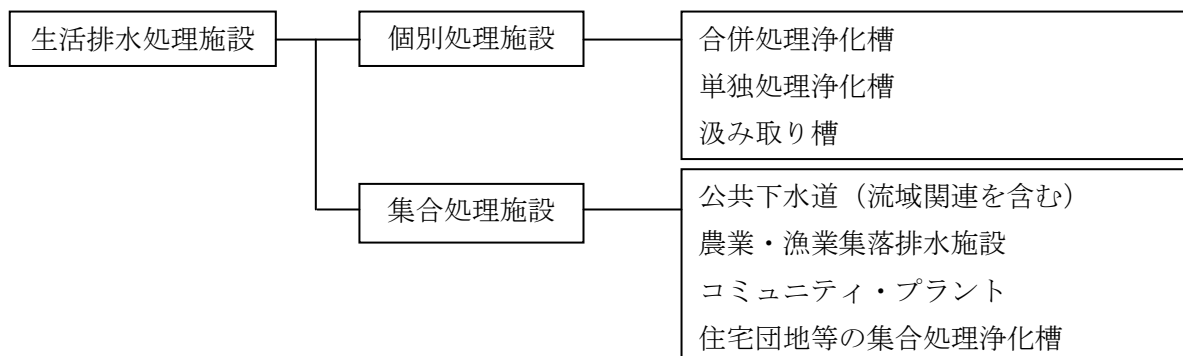 生活排水処理施設
個別処理施設
合併処理浄化槽
単独処理浄化槽
汲み取り槽
集合処理施設
公共下水道（流域関連を含む）
農業・漁業集落排水施設
コミュニティ・プラント
住宅団地等の集合処理浄化槽